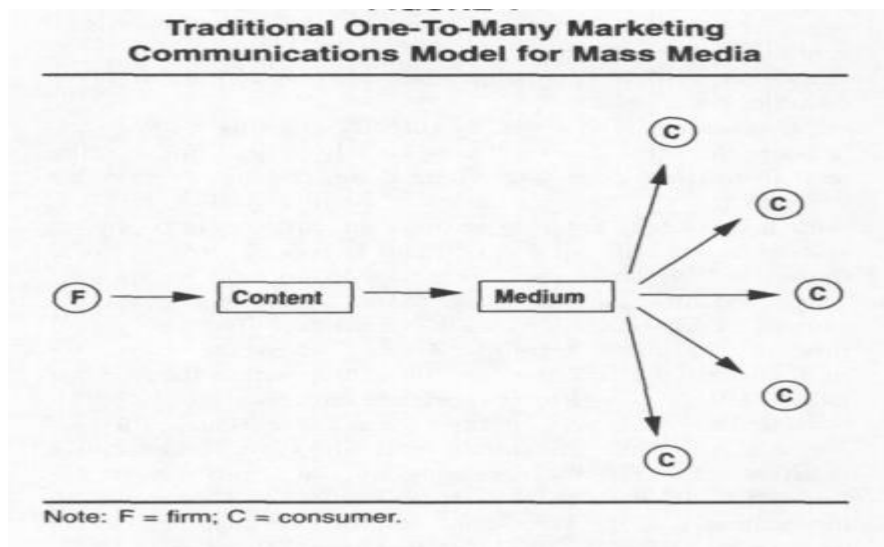 Traditional One-To-Many Marketing
Communications Model for Mass Media
C
C
F Content Medium C
C
C
Note: F = firm; C = consumer.